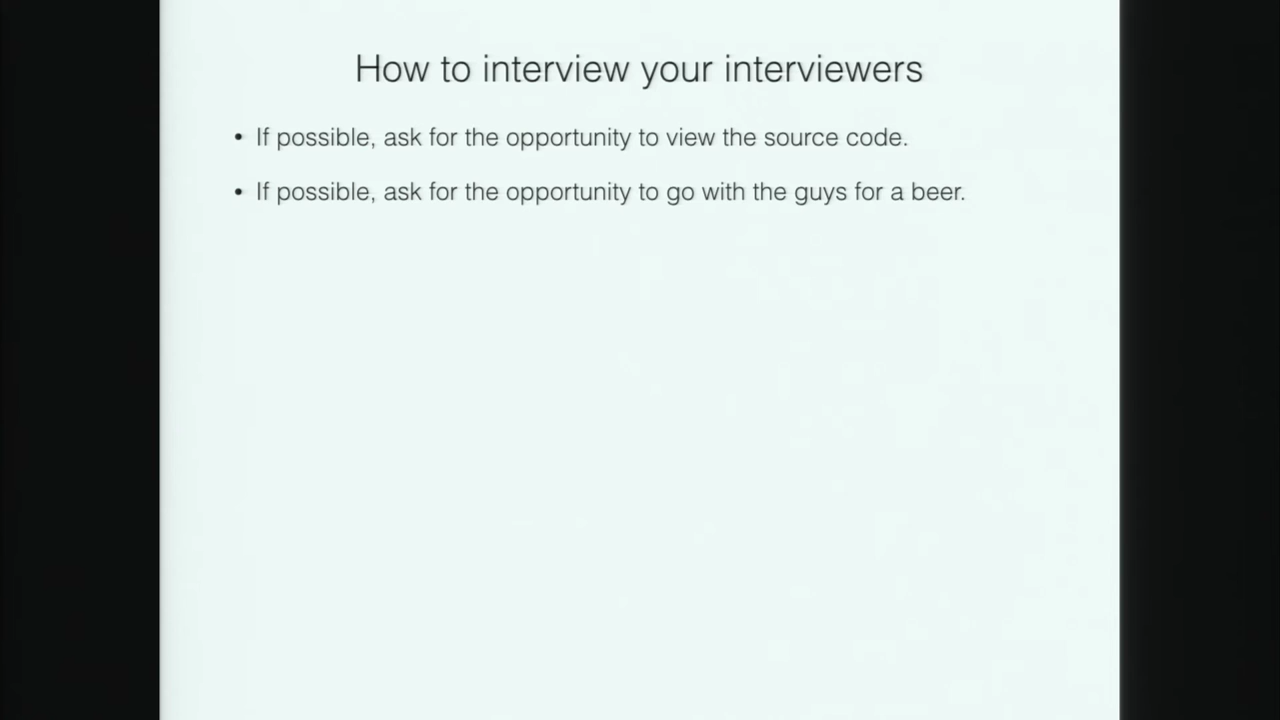 How to interview your interviewers
• If possible, ask for the opportunity to view the source code.
• If possible, ask for the opportunity to go with the guys for a beer.